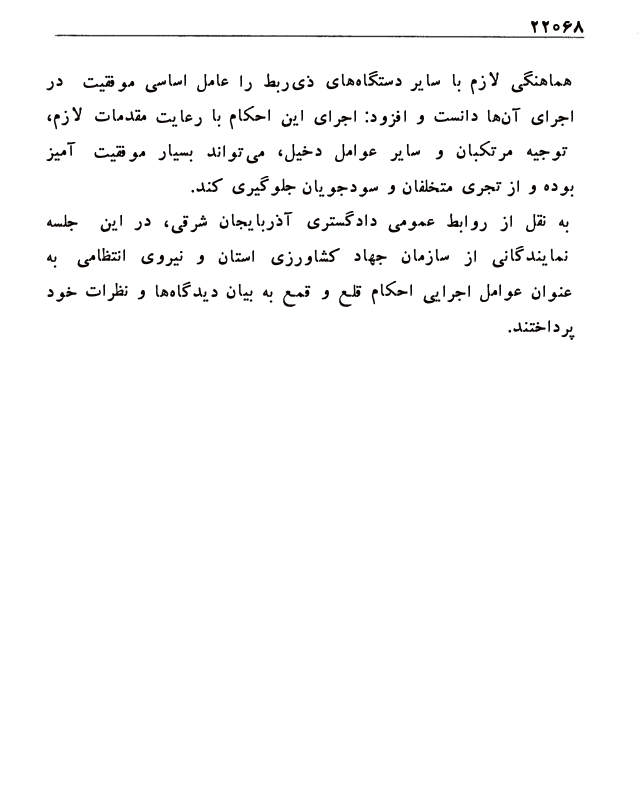 ۲۲۰۶۸
هماهنگی لازم با سایر دستگاه‌های ذی‌ربط را عامل اساسی موفقیت در
اجرای آن‌ها دانست و افزود: اجرای این احکام با رعایت مقدمات لازم،
توجیه مرتکبان و سایر عوامل دخیل، می‌تواند بسیار موفقیت آمیز
بوده و از تجری متخلفان و سودجویان جلوگیری کند.
به نقل از روابط عمومی دادگستری آذربایجان شرقی، در این جلسه
نمایندگانی از سازمان جهاد کشاورزی استان و نیروی انتظامی به
عنوان عوامل اجرایی احکام قلع و قمع به بیان دیدگاه‌ها و نظرات خود
پرداختند.